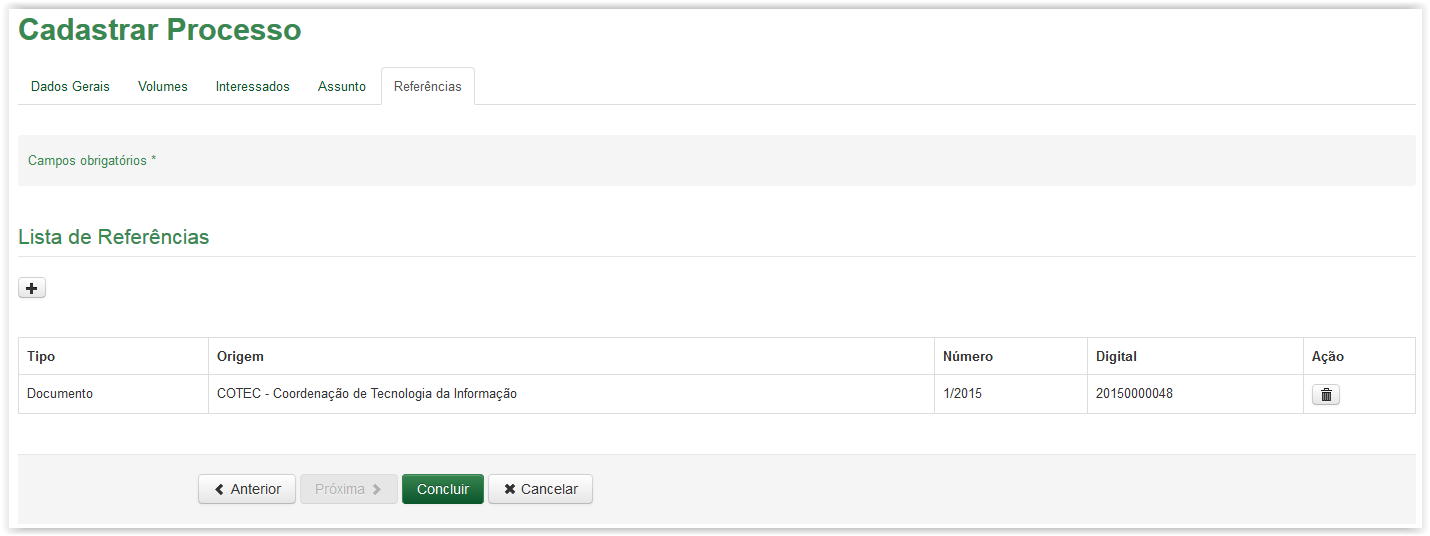 Cadastrar Processo
Dados Gerais Volumes Interessados Assunto Referências
Campos obrigatórios *
Lista de Referências
Tipo Origem Número Digital Ação
Documento COTEC - Coordenação de Tecnologia da Informação 1/2015 20150000048
Anterior Próxima Concluir Cancelar